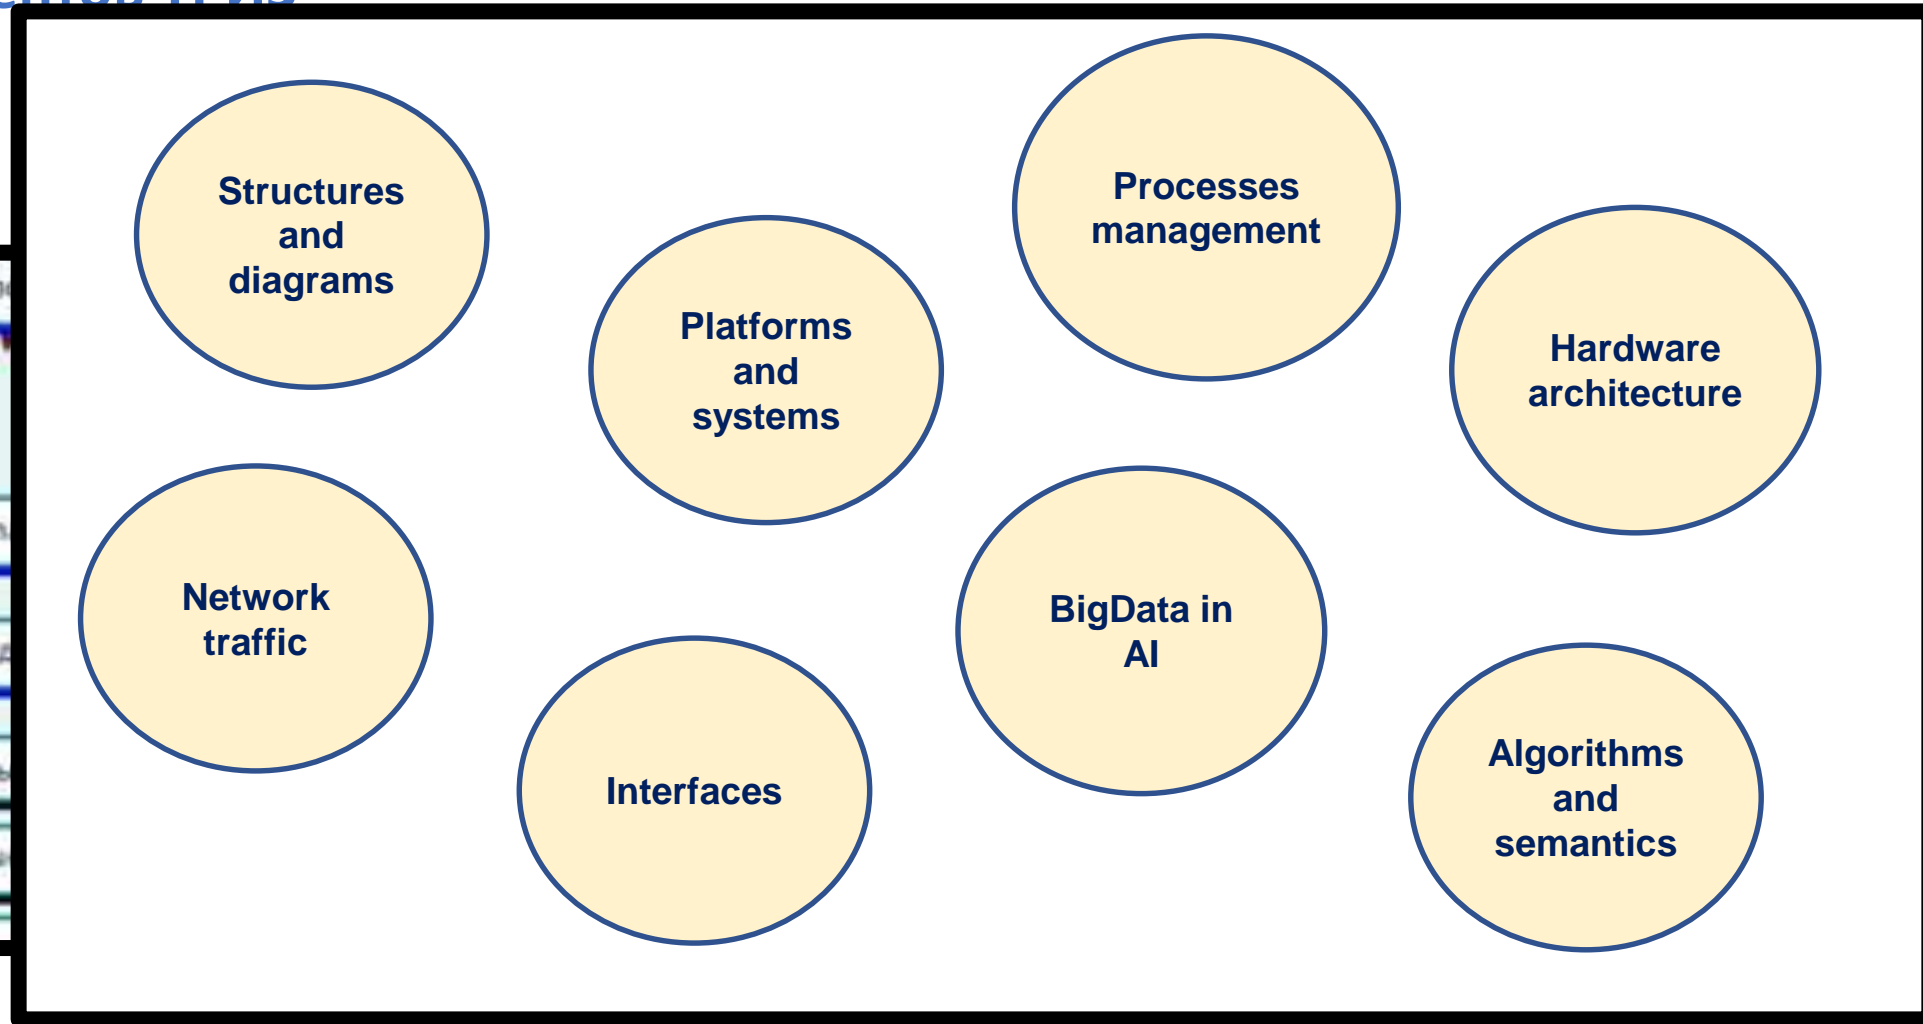 Structures
and
diagrams
Platforms
and
systems
Processes
management
Hardware
architecture
Network
traffic
Interfaces
BigData in
AI
Algorithms
and
semantics